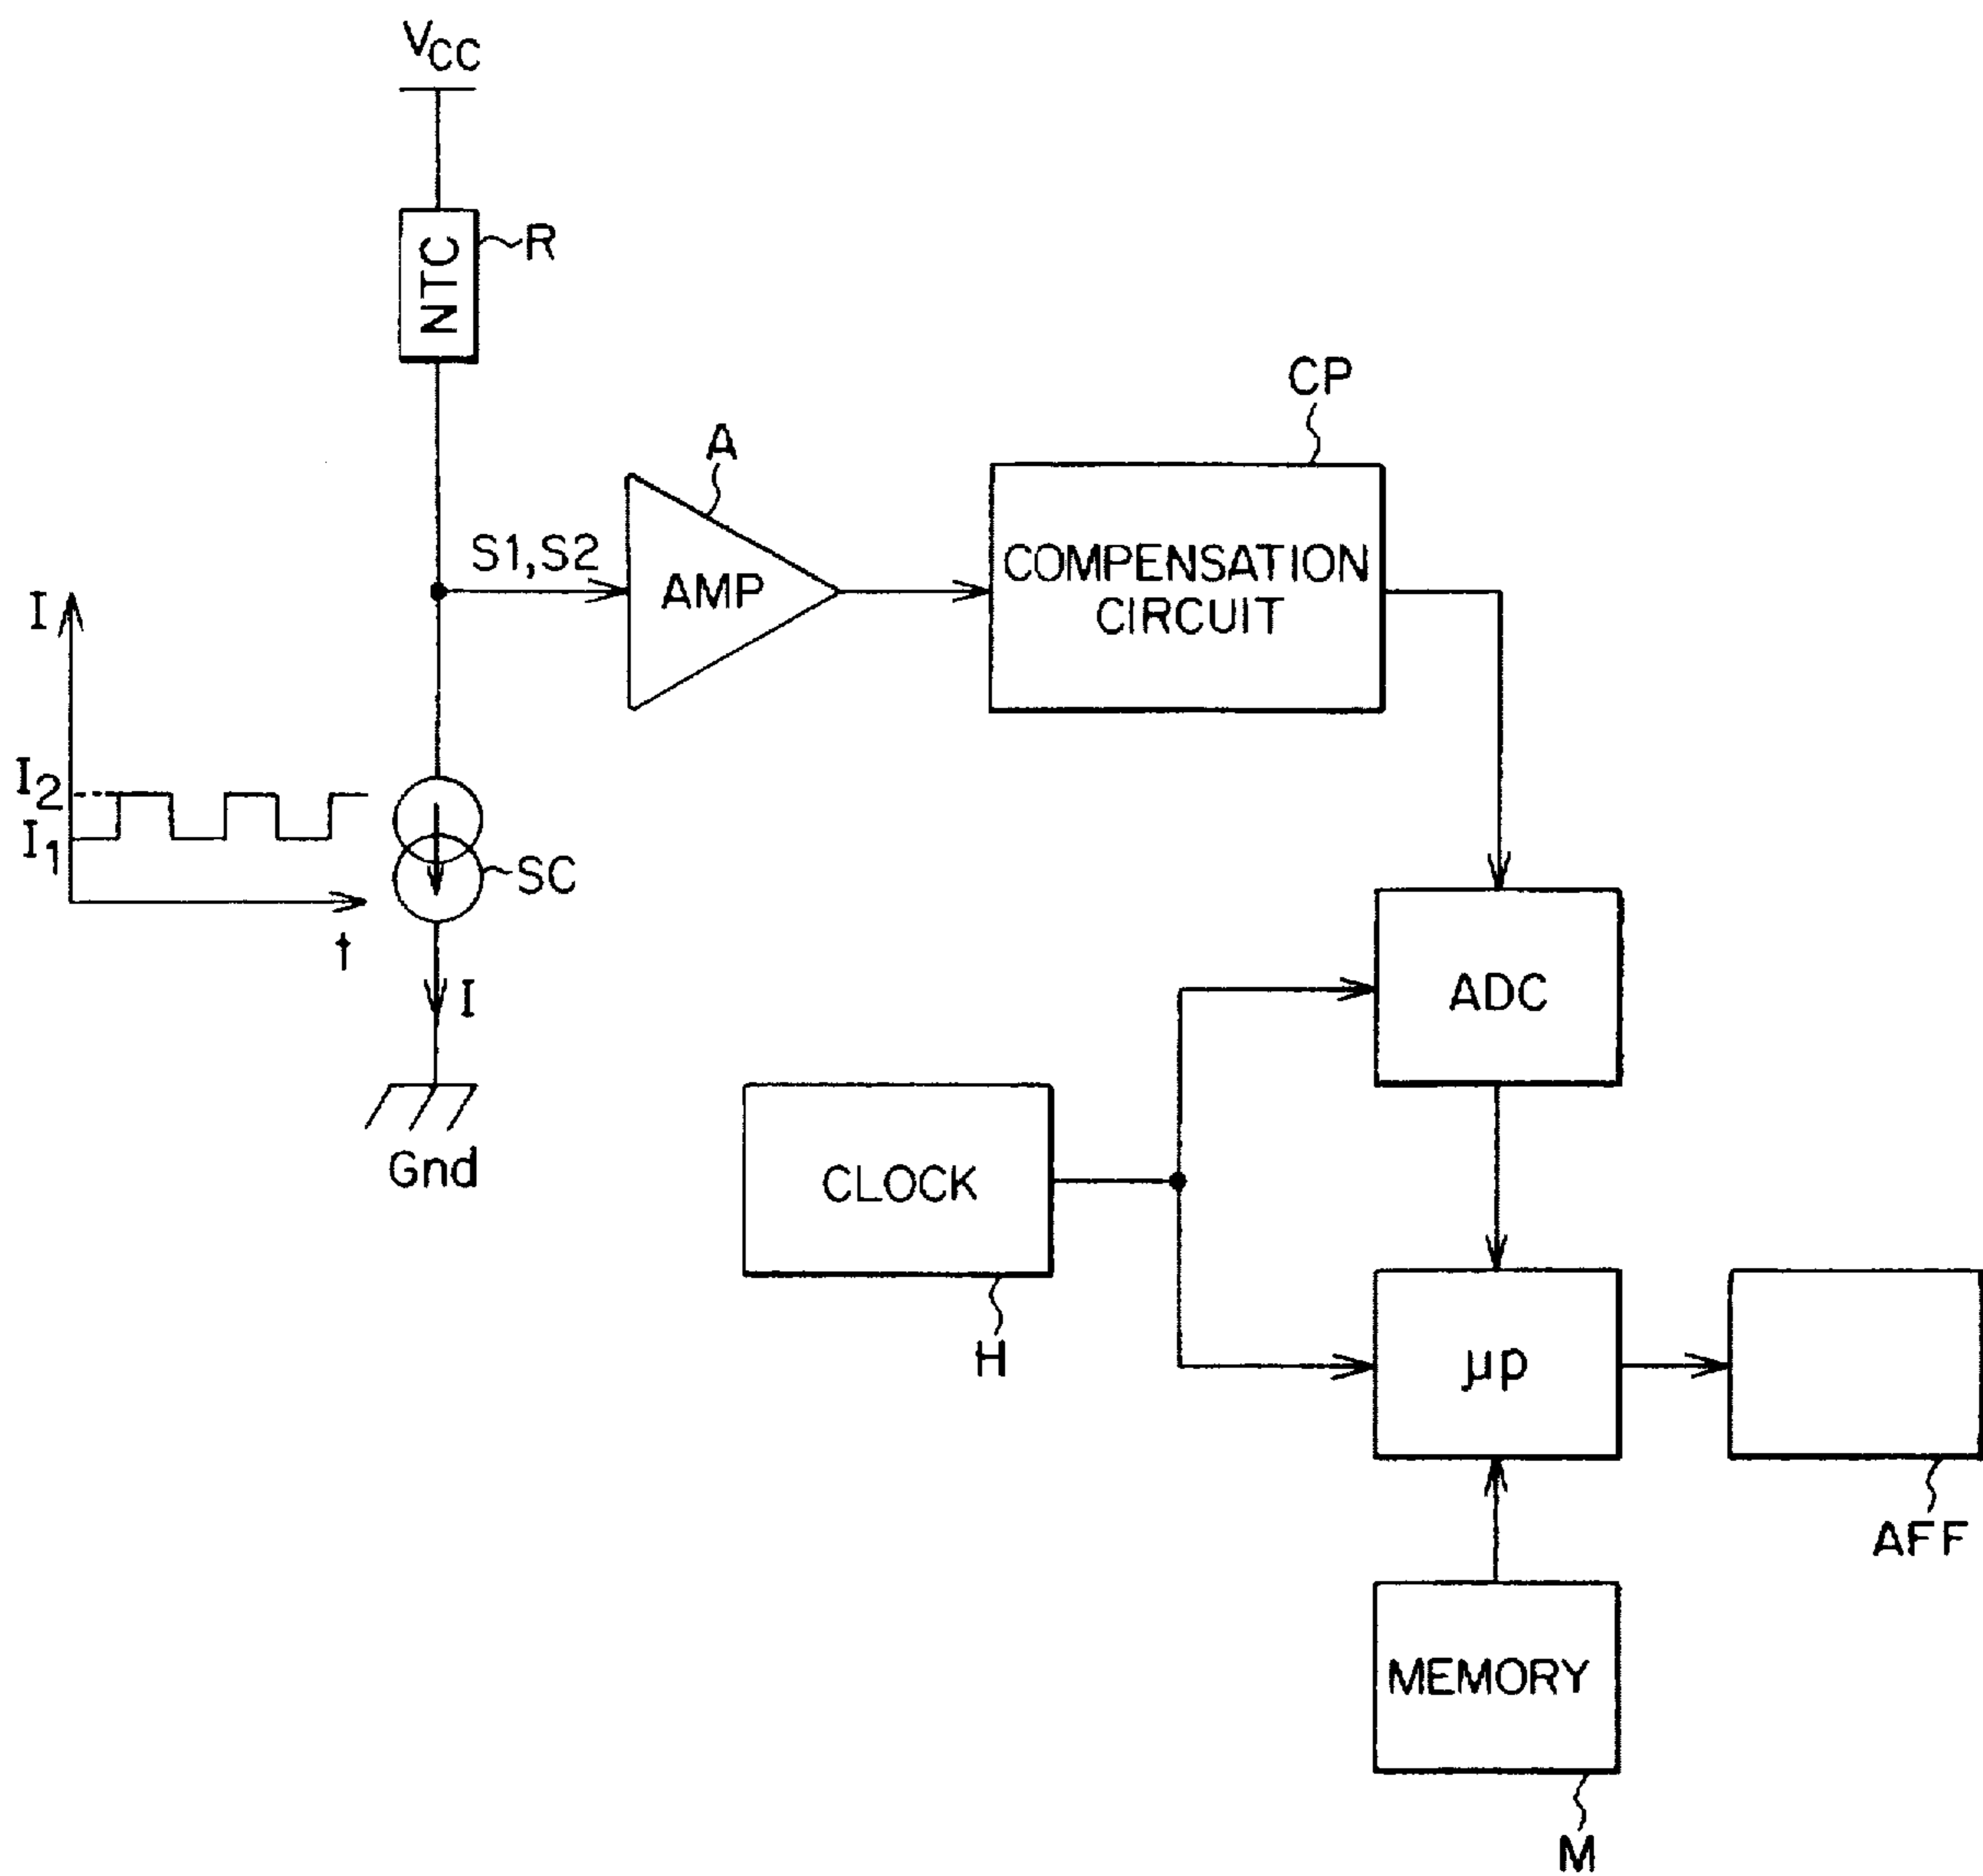 VCC
NTC
R
CP
A
S1,S2
AMP
COMPENSATION
CIRCUIT
I
I2
I1
t
SC
I
Gnd
ADC
CLOCK
H
µp
AFF
MEMORY
M